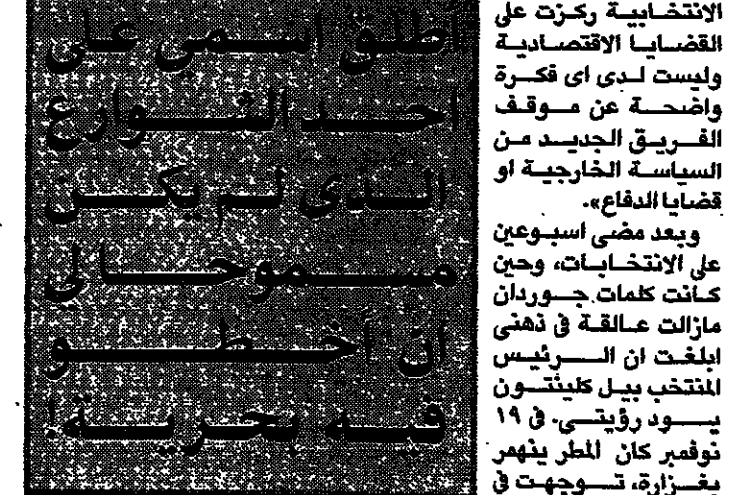 الانتخابية ركزت على
القضايا الاقتصادية
وليست لدى اى فكرة
واضحة عن موقف
الفريق الجديد من
السياسة الخارجية او
قضايا الدفاع».
وبعد مضى اسبوعين
على الانتخابات، وحين
كانت كلمات جوردان
مازالت عالقة فى ذهنى
ابلغت ان الرئيس
المنتخب بيل كلينتون
يود رؤيتى. فى ١٩
نوفمبر كان المطر ينهمر
بغزارة، توجهت فى
أطلق اسمي على
احد الشوارع
الذى لم يكن
مسموحا لي
ان أخطو
فيه بحرية!